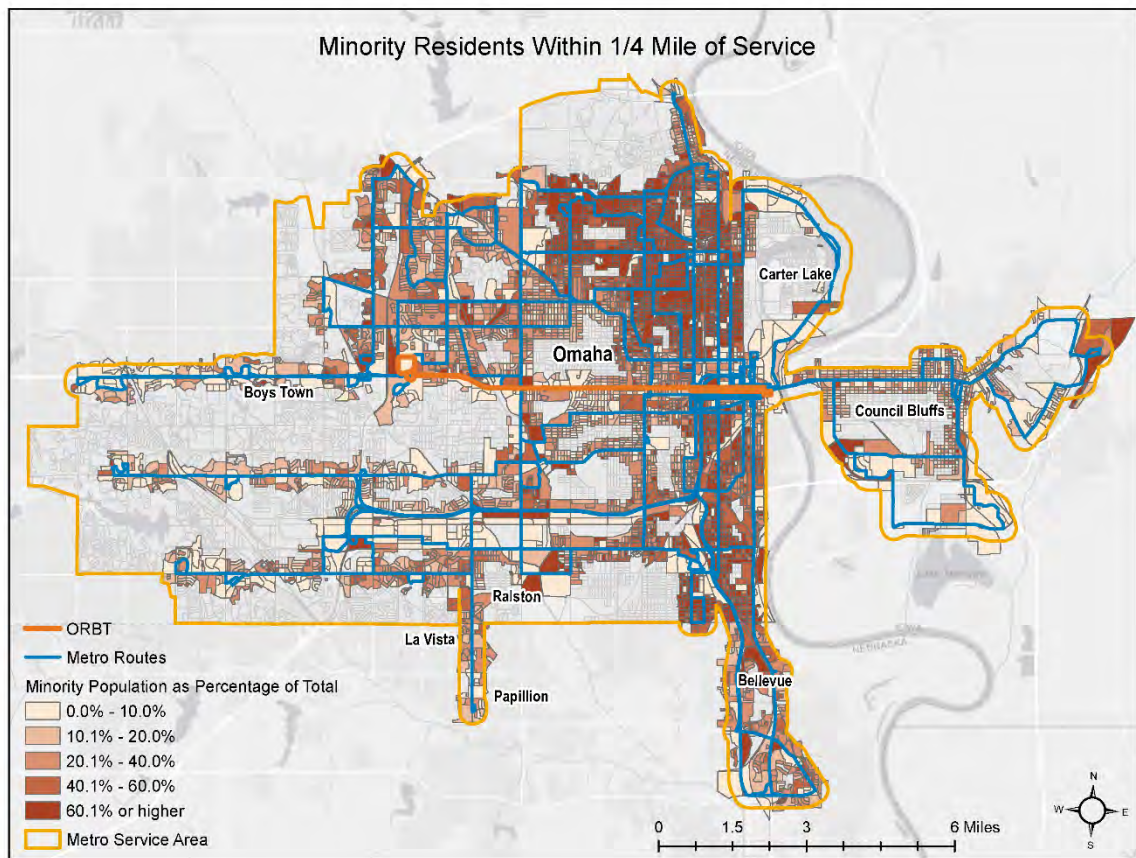 Minority Residents Within 1/4 Mile of Service
Carter Lake
Omaha
Boys Town
Council Bluffs
Ralston
La Vista
Papillion
Bellevue
IOWA
NEBRASKA
ORBT
Metro Routes
Minority Population as Percentage of Total
0.0% - 10.0%
10.1% - 20.0%
20.1% - 40.0%
40.1% - 60.0%
60.1% or higher
Metro Service Area
0 1.5 3 6 Miles
N
W E
S